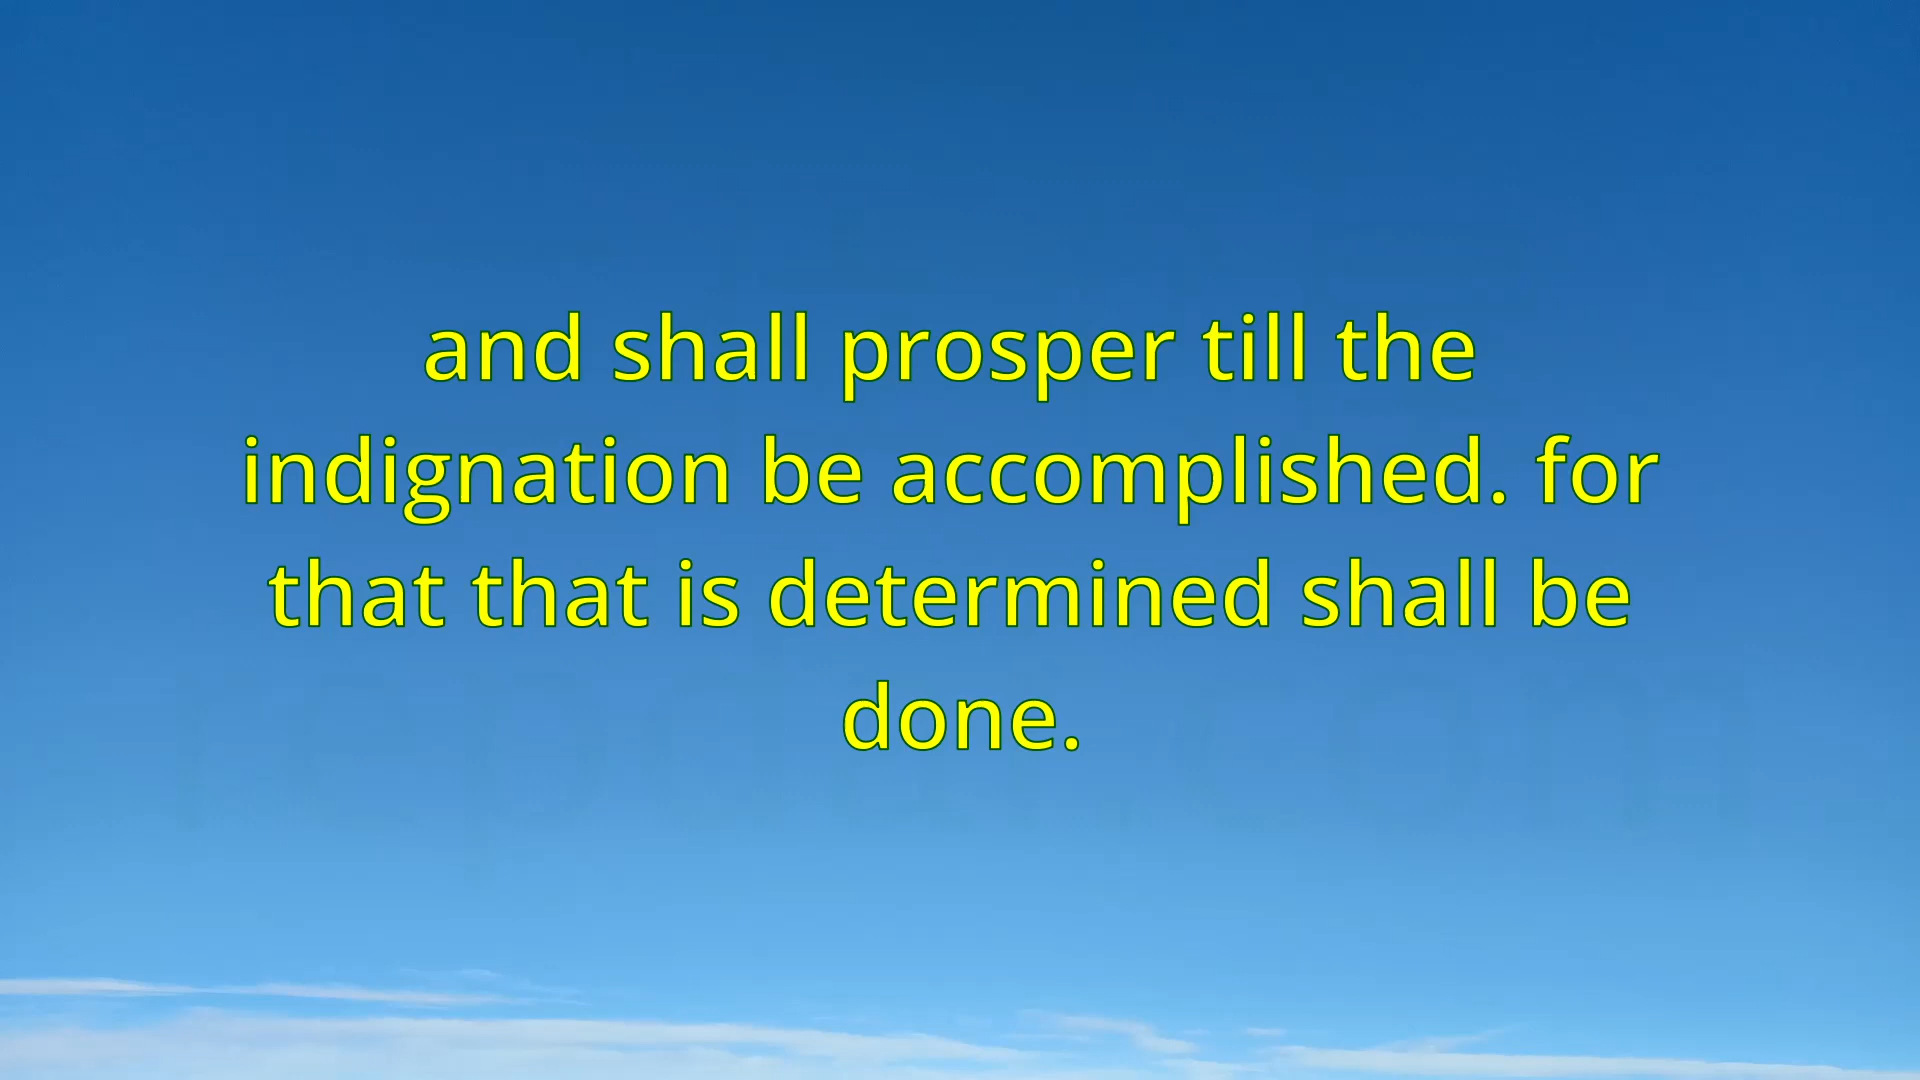 and shall prosper till the
indignation be accomplished. for
that that is determined shall be
done.